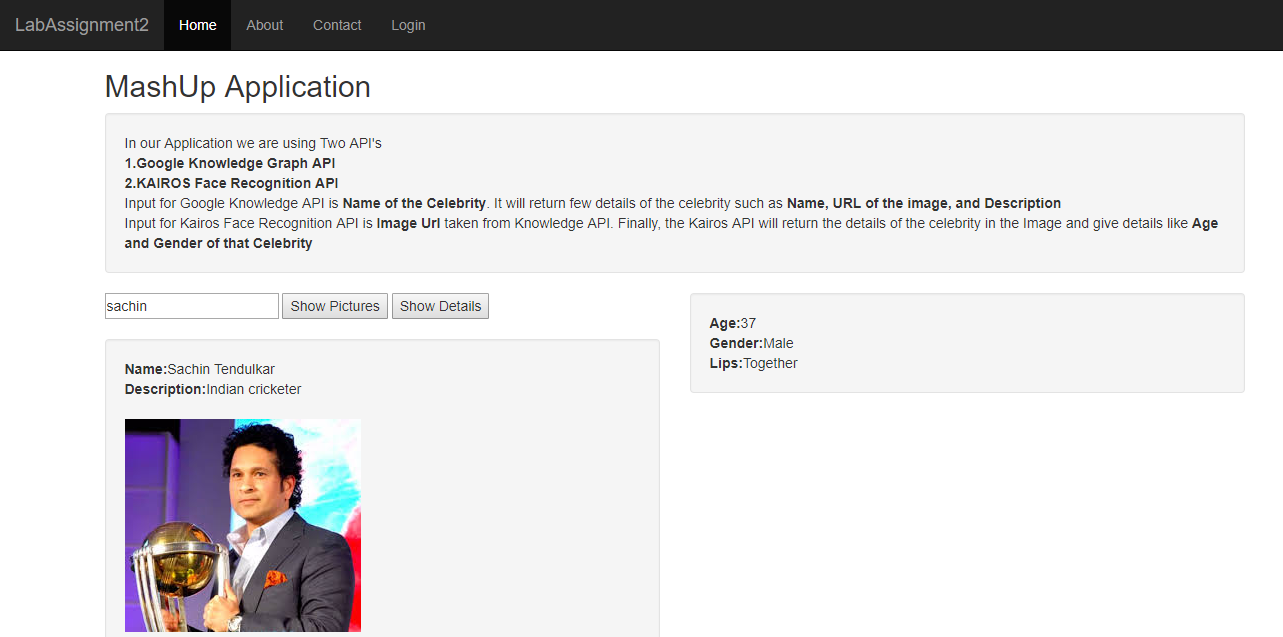 LabAssignment2 Home About Contact Login
MashUp Application
In our Application we are using Two API's
1.Google Knowledge Graph API
2.KAIROS Face Recognition API
Input for Google Knowledge API is Name of the Celebrity. It will return few details of the celebrity such as Name, URL of the image, and Description
Input for Kairos Face Recognition API is Image Url taken from Knowledge API. Finally, the Kairos API will return the details of the celebrity in the Image and give details like Age
and Gender of that Celebrity
sachin Show Pictures Show Details
Name:Sachin Tendulkar
Description:Indian cricketer
Age:37
Gender:Male
Lips:Together